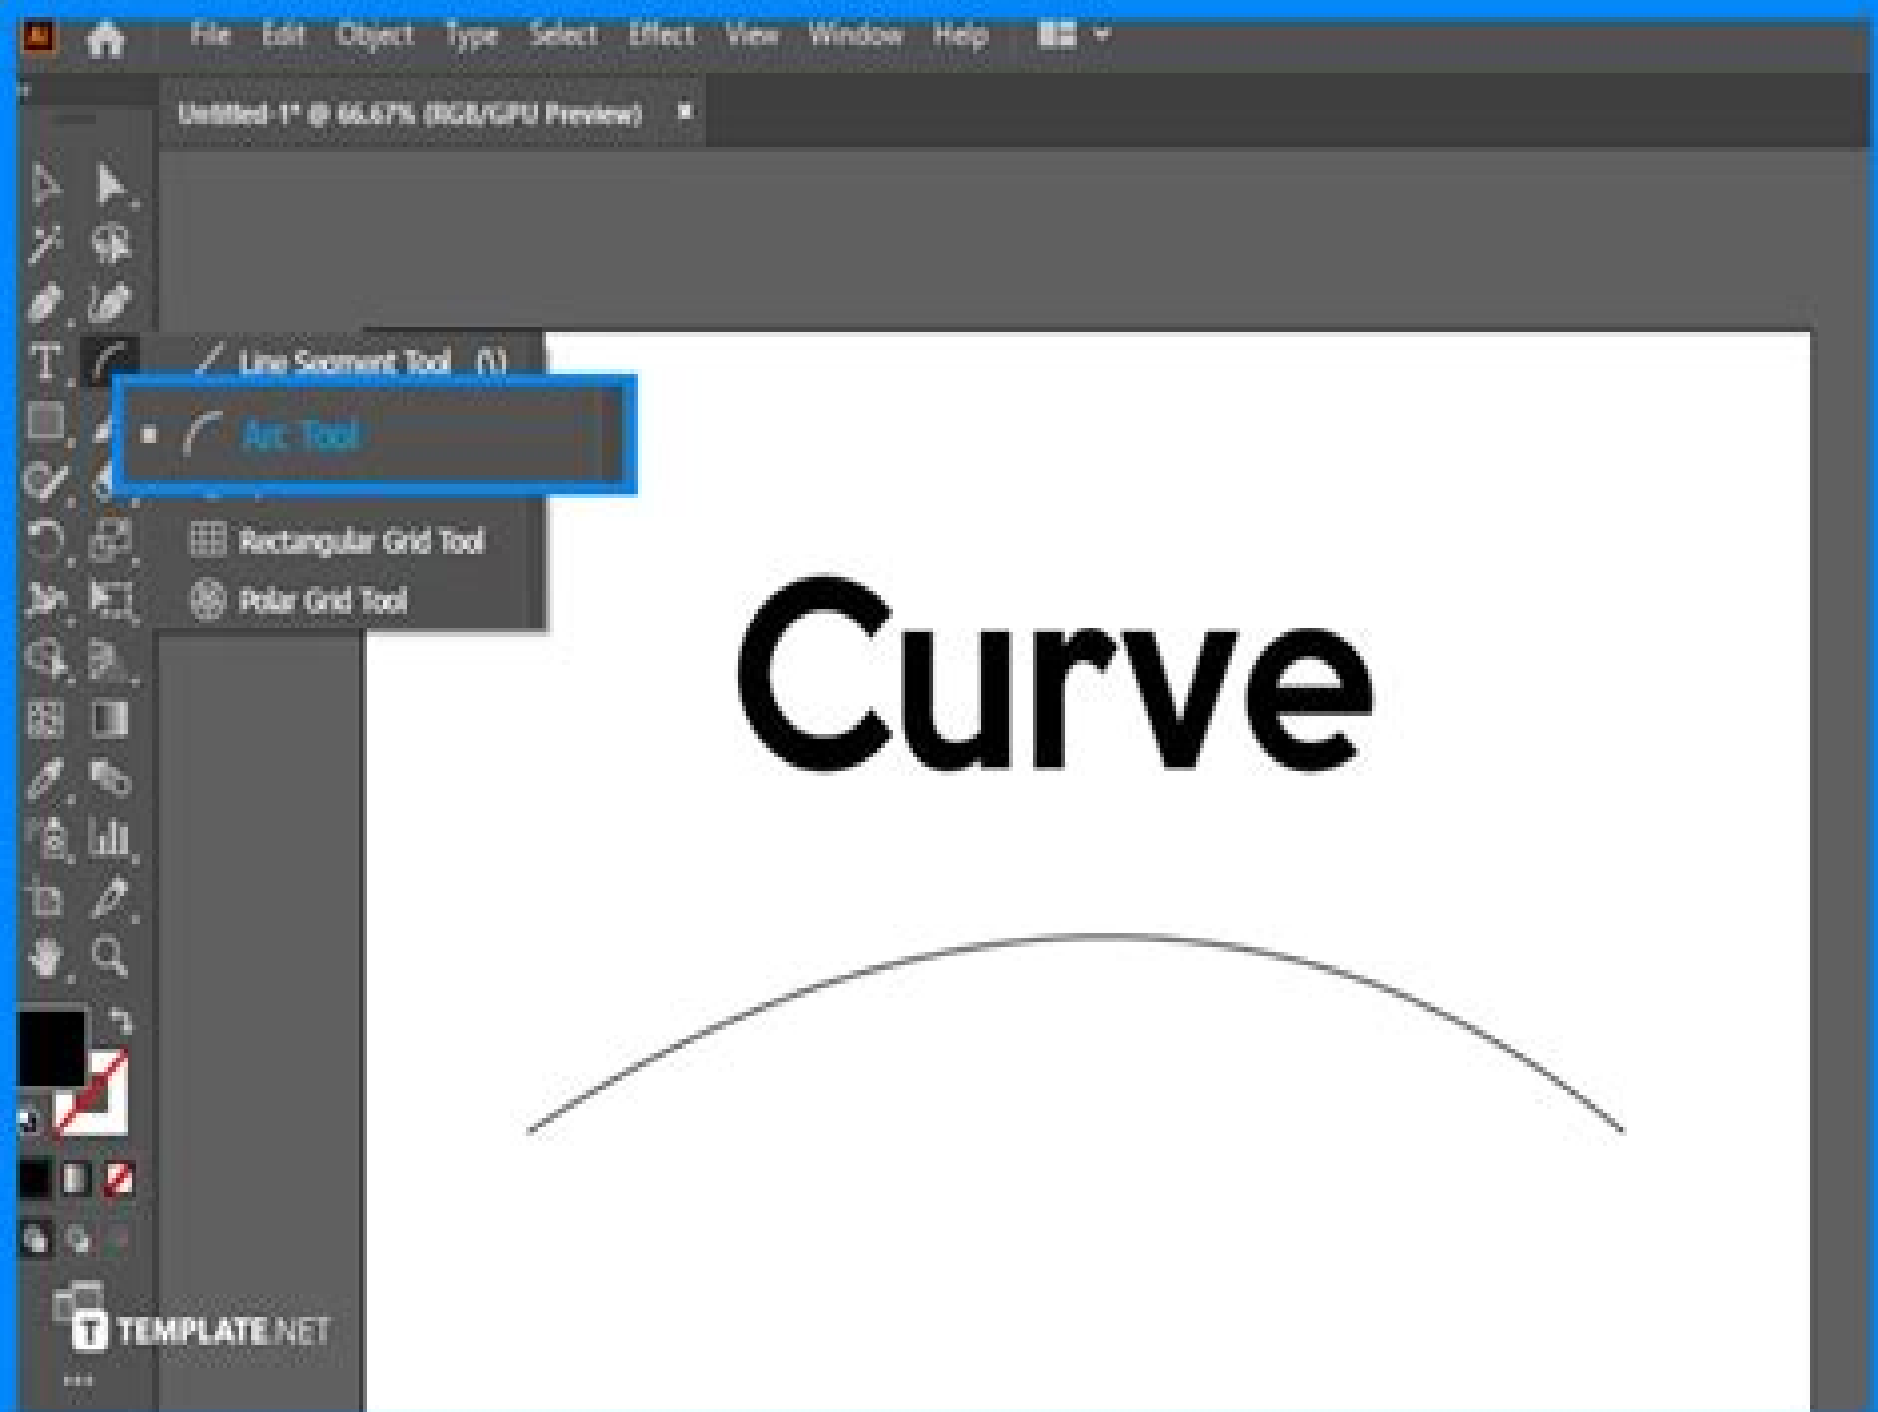 Ai
File Edit Object Type Select Effect View Window Help
Untitled-1* @ 66.67% (RGB/GPU Preview) ×
Line Segment Tool (\)
Arc Tool
Rectangular Grid Tool
Polar Grid Tool
Curve
T TEMPLATE.NET